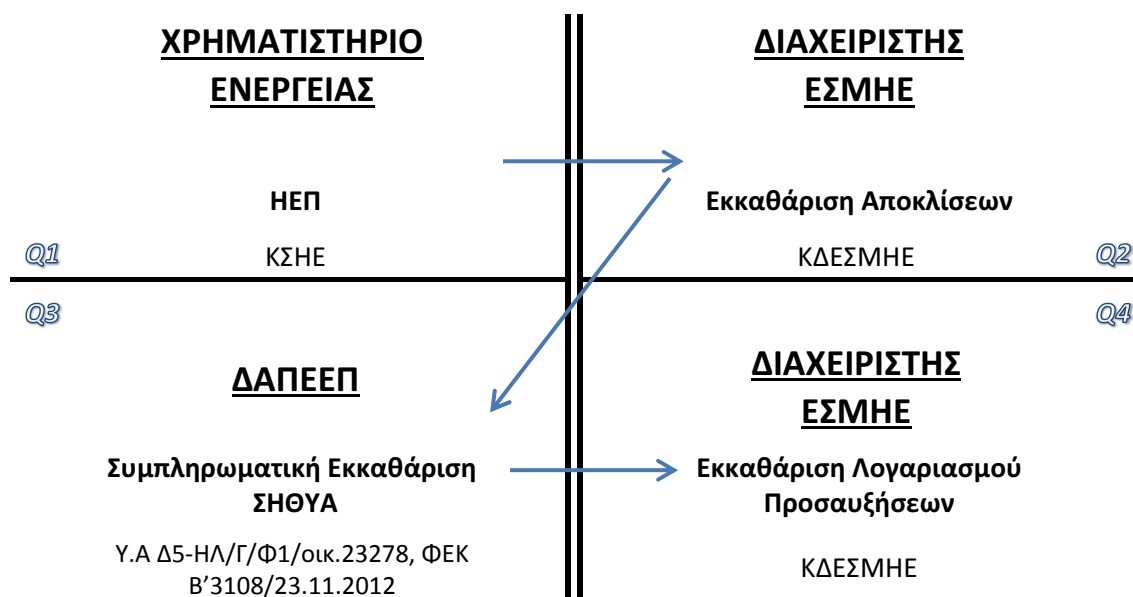 ΧΡΗΜΑΤΙΣΤΗΡΙΟ
ΕΝΕΡΓΕΙΑΣ
ΗΕΠ
ΚΣΗΕ
Q1
ΔΙΑΧΕΙΡΙΣΤΗΣ
ΕΣΜΗΕ
Εκκαθάριση Αποκλίσεων
ΚΔΕΣΜΗΕ
Q2
Q3
ΔΑΠΕΕΠ
Συμπληρωματική Εκκαθάριση
ΣΗΘΥΑ
Υ.Α Δ5-ΗΛ/Γ/Φ1/οικ.23278, ΦΕΚ
Β’3108/23.11.2012
Q4
ΔΙΑΧΕΙΡΙΣΤΗΣ
ΕΣΜΗΕ
Εκκαθάριση Λογαριασμού
Προσαυξήσεων
ΚΔΕΣΜΗΕ